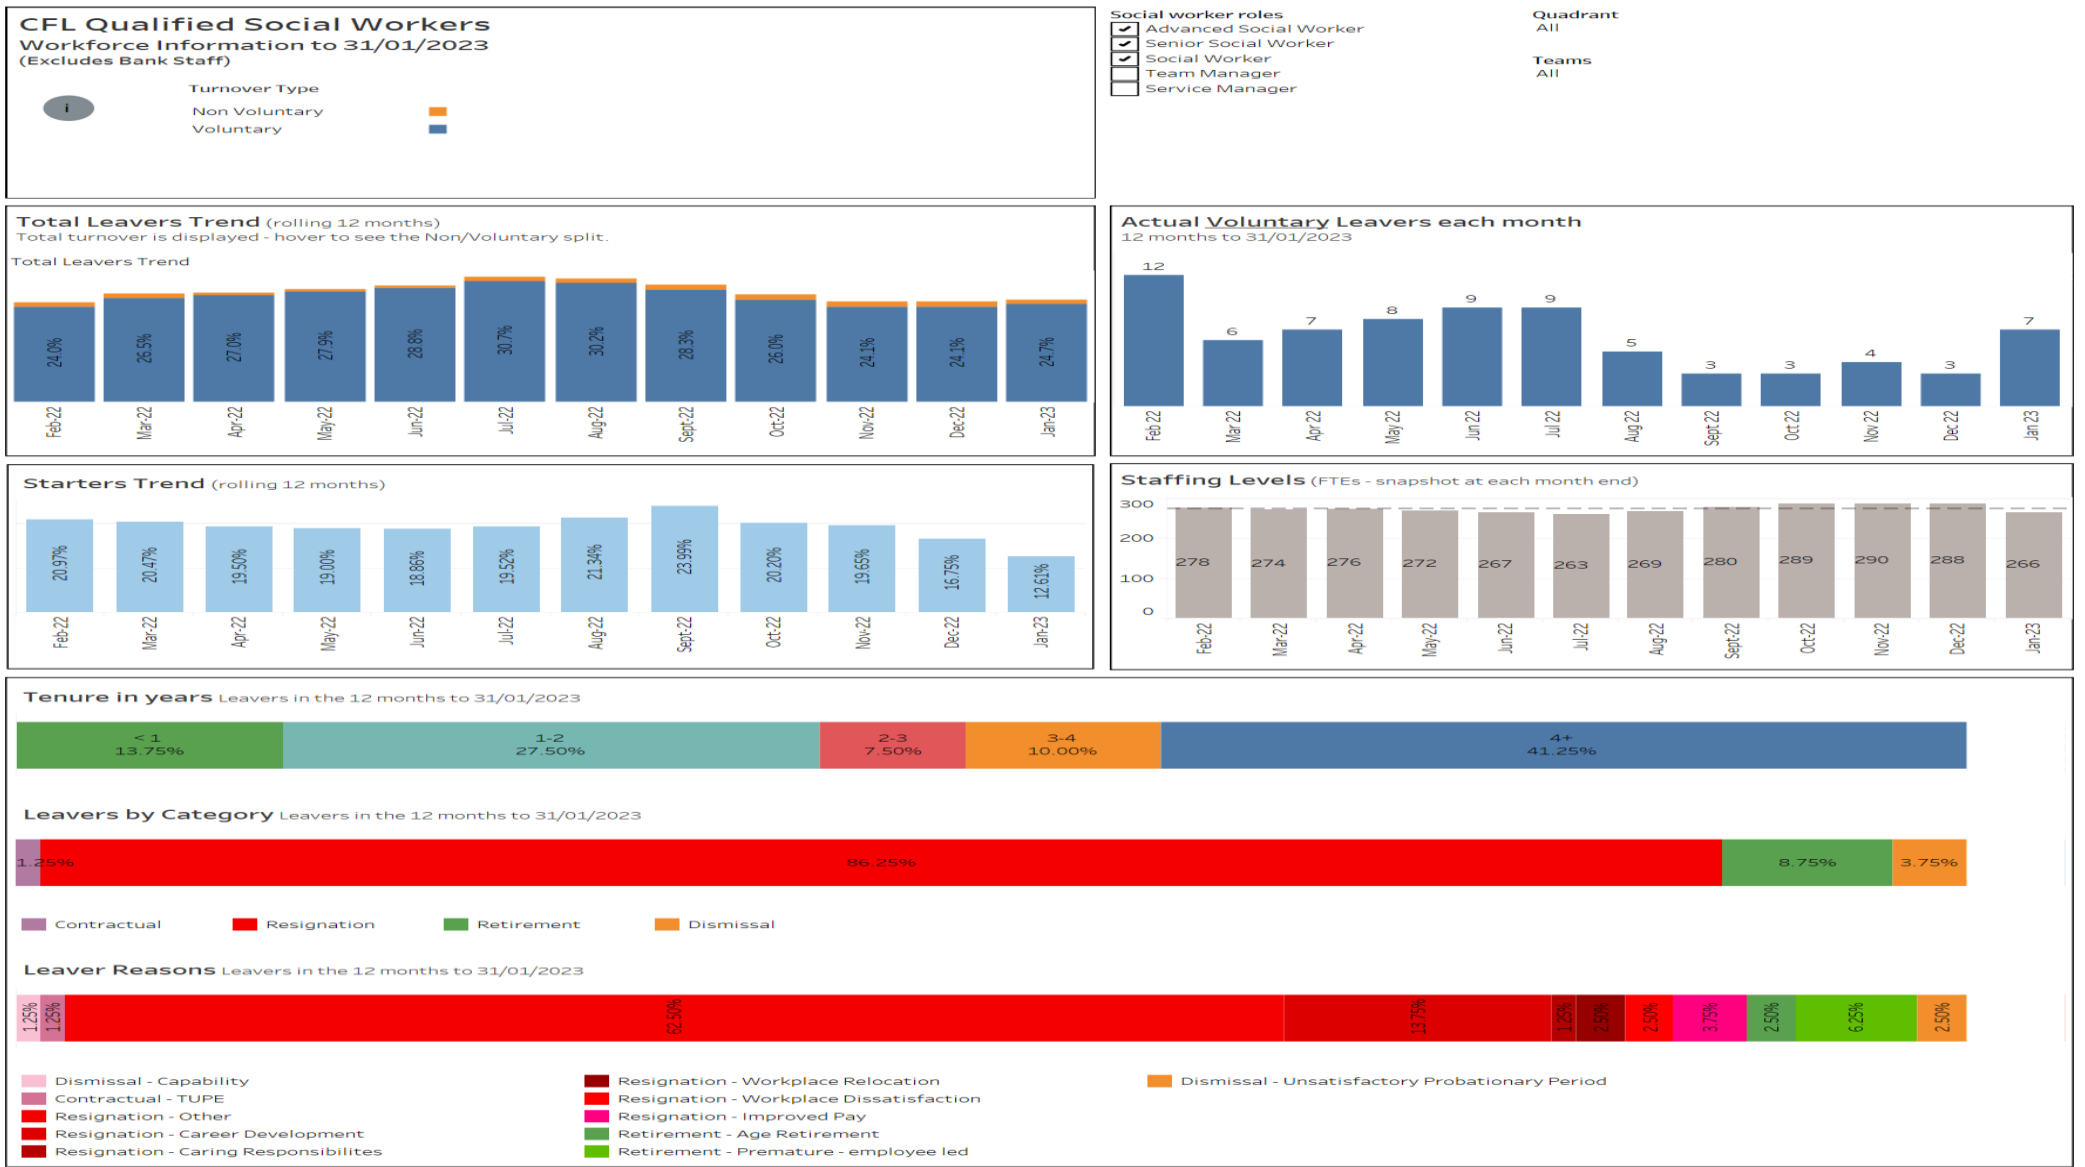 CFL Qualified Social Workers
Workforce Information to 31/01/2023
(Excludes Bank Staff)
i
Turnover Type
Non Voluntary
Voluntary
Social worker roles
Advanced Social Worker
Senior Social Worker
Social Worker
Team Manager
Service Manager
Quadrant
All
Teams
All
Total Leavers Trend (rolling 12 months)
Total turnover is displayed - hover to see the Non/Voluntary split.
Total Leavers Trend
24.0% 26.5% 27.0% 27.9% 28.8% 30.7% 30.2% 28.3% 26.0% 24.1% 24.1% 24.7%
Feb-22 Mar-22 Apr-22 May-22 Jun-22 Jul-22 Aug-22 Sept-22 Oct-22 Nov-22 Dec-22 Jan-23
Actual Voluntary Leavers each month
12 months to 31/01/2023
12 6 7 8 9 9 5 3 3 4 3 7
Feb 22 Mar 22 Apr 22 May 22 Jun 22 Jul 22 Aug 22 Sept 22 Oct 22 Nov 22 Dec 22 Jan 23
Starters Trend (rolling 12 months)
20.97% 20.47% 19.50% 19.00% 18.86% 19.52% 21.34% 23.99% 20.20% 19.65% 16.75% 12.61%
Feb-22 Mar-22 Apr-22 May-22 Jun-22 Jul-22 Aug-22 Sept-22 Oct-22 Nov-22 Dec-22 Jan-23
Staffing Levels (FTEs - snapshot at each month end)
300
200
100
0
278 274 276 272 267 263 269 280 289 290 288 266
Feb-22 Mar-22 Apr-22 May-22 Jun-22 Jul-22 Aug-22 Sept-22 Oct-22 Nov-22 Dec-22 Jan-23
Tenure in years Leavers in the 12 months to 31/01/2023
< 1 1-2 2-3 3-4 4+
13.75% 27.50% 7.50% 10.00% 41.25%
Leavers by Category Leavers in the 12 months to 31/01/2023
1.25% 86.25% 8.75% 3.75%
Contractual Resignation Retirement Dismissal
Leaver Reasons Leavers in the 12 months to 31/01/2023
1.25% 1.25% 62.50% 13.75% 1.25% 2.50% 2.50% 3.75% 2.50% 6.25% 2.50%
Dismissal - Capability
Contractual - TUPE
Resignation - Other
Resignation - Career Development
Resignation - Caring Responsibilites
Resignation - Workplace Relocation
Resignation - Workplace Dissatisfaction
Resignation - Improved Pay
Retirement - Age Retirement
Retirement - Premature - employee led
Dismissal - Unsatisfactory Probationary Period